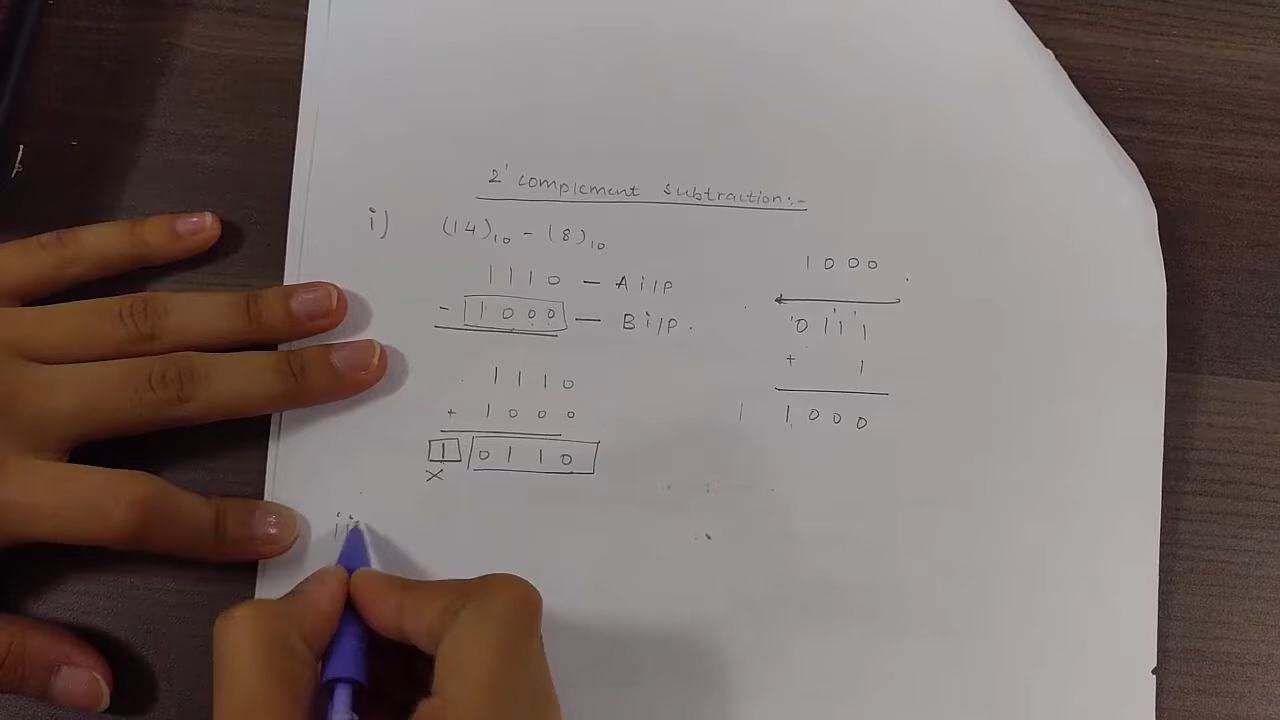 2' complement subtraction:-
i) (14)10 - (8)10
1 1 1 0 — A i/p
- 1 0 0 0 — B i/p.
1 1 1 0
+ 1 0 0 0
1 0 1 1 0
x
1 0 0 0
0 1 1 1
+ 1
1 1 0 0 0
ii